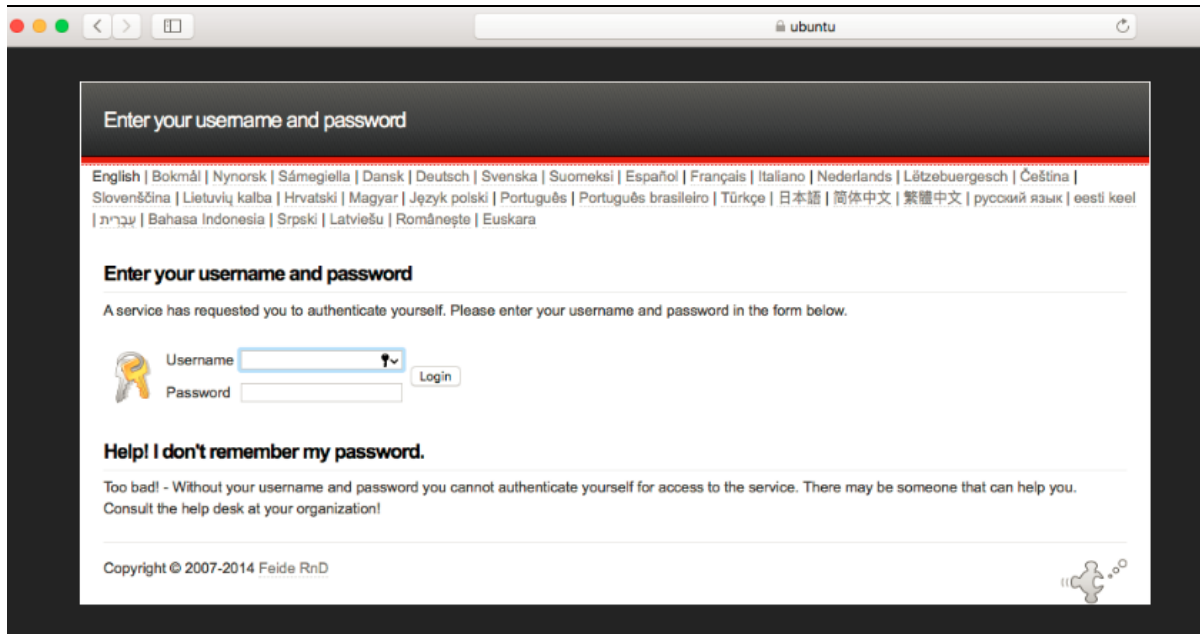 ubuntu
Enter your username and password
English | Bokmål | Nynorsk | Sámegiella | Dansk | Deutsch | Svenska | Suomeksi | Español | Français | Italiano | Nederlands | Lëtzebuergesch | Čeština |
Slovenščina | Lietuvių kalba | Hrvatski | Magyar | Język polski | Português | Português brasileiro | Türkçe | 日本語 | 简体中文 | 繁體中文 | русский язык | eesti keel
| עִבְרִית | Bahasa Indonesia | Srpski | Latviešu | Românește | Euskara
Enter your username and password
A service has requested you to authenticate yourself. Please enter your username and password in the form below.
Username
Login
Password
Help! I don't remember my password.
Too bad! - Without your username and password you cannot authenticate yourself for access to the service. There may be someone that can help you.
Consult the help desk at your organization!
Copyright © 2007-2014 Feide RnD